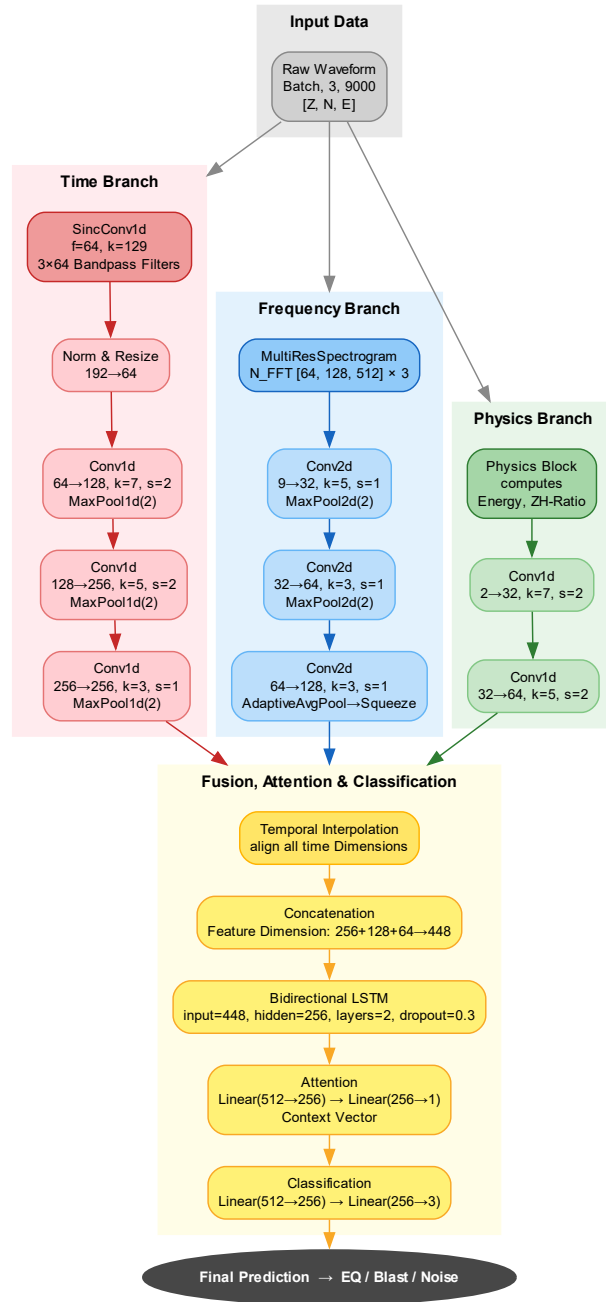 Input Data
Raw Waveform
Batch, 3, 9000
[Z, N, E]
Time Branch
SincConv1d
f=64, k=129
3×64 Bandpass Filters
Norm & Resize
192→64
Conv1d
64→128, k=7, s=2
MaxPool1d(2)
Conv1d
128→256, k=5, s=2
MaxPool1d(2)
Conv1d
256→256, k=3, s=1
MaxPool1d(2)
Frequency Branch
MultiResSpectrogram
N_FFT [64, 128, 512] × 3
Conv2d
9→32, k=5, s=1
MaxPool2d(2)
Conv2d
32→64, k=3, s=1
MaxPool2d(2)
Conv2d
64→128, k=3, s=1
AdaptiveAvgPool→Squeeze
Physics Branch
Physics Block
computes
Energy, ZH-Ratio
Conv1d
2→32, k=7, s=2
Conv1d
32→64, k=5, s=2
Fusion, Attention & Classification
Temporal Interpolation
align all time Dimensions
Concatenation
Feature Dimension: 256+128+64→448
Bidirectional LSTM
input=448, hidden=256, layers=2, dropout=0.3
Attention
Linear(512→256) → Linear(256→1)
Context Vector
Classification
Linear(512→256) → Linear(256→3)
Final Prediction → EQ / Blast / Noise